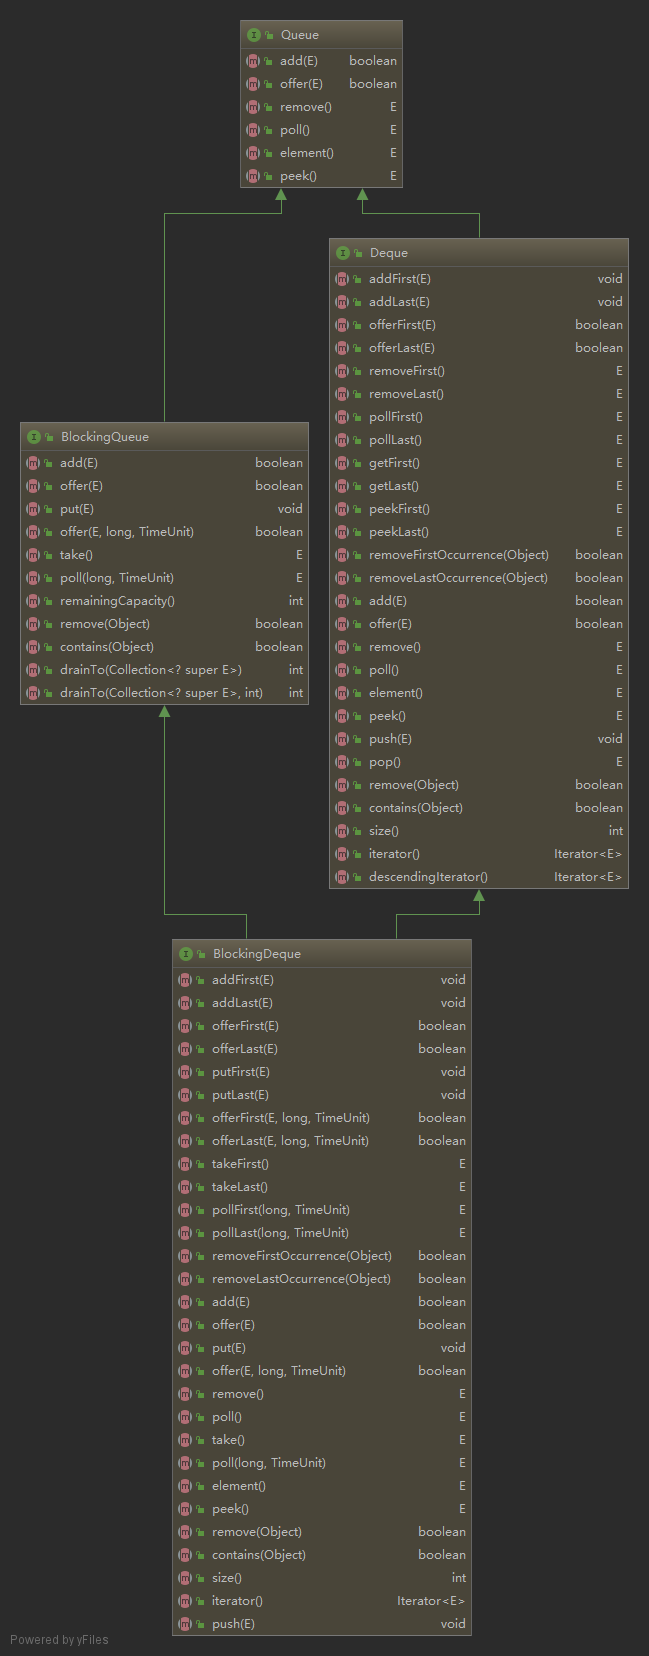 Queue
add(E) boolean
offer(E) boolean
remove() E
poll() E
element() E
peek() E
Deque
addFirst(E) void
addLast(E) void
offerFirst(E) boolean
offerLast(E) boolean
removeFirst() E
removeLast() E
pollFirst() E
pollLast() E
getFirst() E
getLast() E
peekFirst() E
peekLast() E
removeFirstOccurrence(Object) boolean
removeLastOccurrence(Object) boolean
add(E) boolean
offer(E) boolean
remove() E
poll() E
element() E
peek() E
push(E) void
pop() E
remove(Object) boolean
contains(Object) boolean
size() int
iterator() Iterator<E>
descendingIterator() Iterator<E>
BlockingQueue
add(E) boolean
offer(E) boolean
put(E) void
offer(E, long, TimeUnit) boolean
take() E
poll(long, TimeUnit) E
remainingCapacity() int
remove(Object) boolean
contains(Object) boolean
drainTo(Collection<? super E>) int
drainTo(Collection<? super E>, int) int
BlockingDeque
addFirst(E) void
addLast(E) void
offerFirst(E) boolean
offerLast(E) boolean
putFirst(E) void
putLast(E) void
offerFirst(E, long, TimeUnit) boolean
offerLast(E, long, TimeUnit) boolean
takeFirst() E
takeLast() E
pollFirst(long, TimeUnit) E
pollLast(long, TimeUnit) E
removeFirstOccurrence(Object) boolean
removeLastOccurrence(Object) boolean
add(E) boolean
offer(E) boolean
put(E) void
offer(E, long, TimeUnit) boolean
remove() E
poll() E
take() E
poll(long, TimeUnit) E
element() E
peek() E
remove(Object) boolean
contains(Object) boolean
size() int
iterator() Iterator<E>
push(E) void
Powered by yFiles